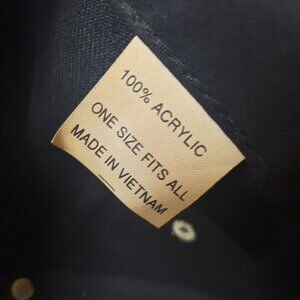 100% ACRYLIC
ONE SIZE FITS ALL
MADE IN VIETNAM